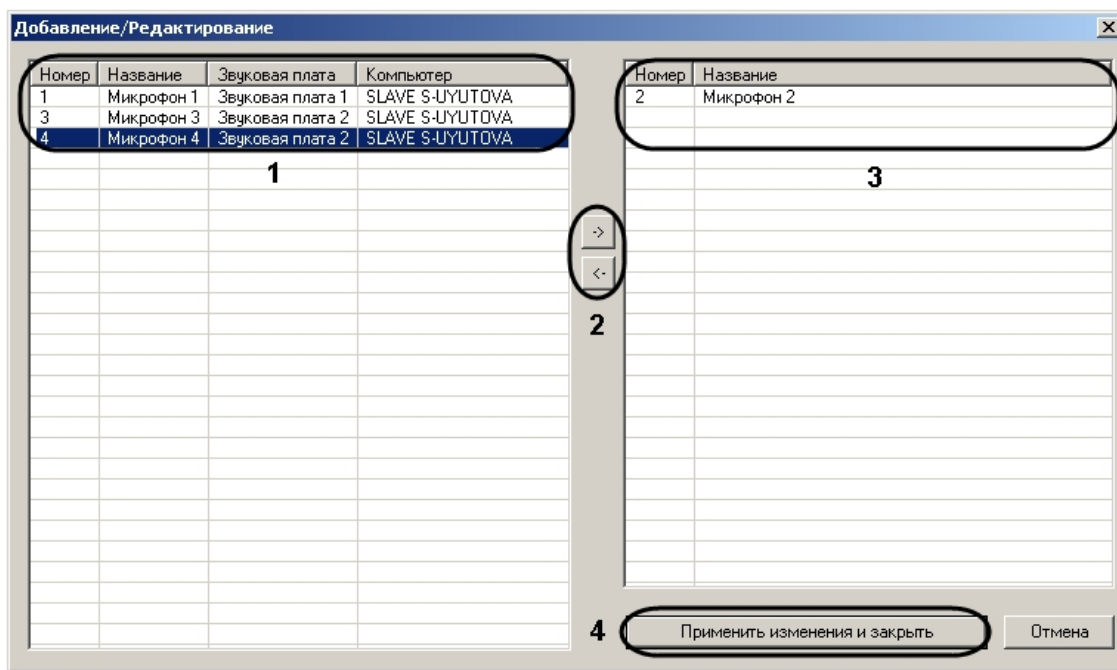 Добавление/Редактирование
Номер Название Звуковая плата Компьютер
1 Микрофон 1 Звуковая плата 1 SLAVE S-UYUTOVA
3 Микрофон 3 Звуковая плата 2 SLAVE S-UYUTOVA
4 Микрофон 4 Звуковая плата 2 SLAVE S-UYUTOVA
1
->
<-
2
Номер Название
2 Микрофон 2
3
4
Применить изменения и закрыть
Отмена